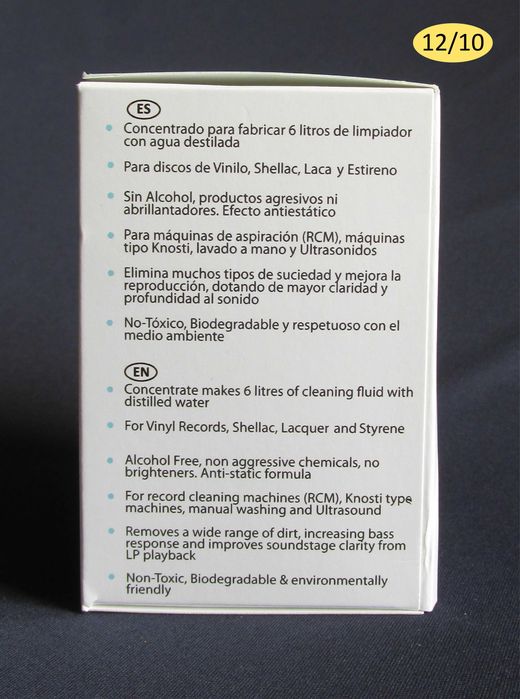 12/10
ES
Concentrado para fabricar 6 litros de limpiador
con agua destilada
Para discos de Vinilo, Shellac, Laca y Estireno
Sin Alcohol, productos agresivos ni
abrillantadores. Efecto antiestático
Para máquinas de aspiración (RCM), máquinas
tipo Knosti, lavado a mano y Ultrasonidos
Elimina muchos tipos de suciedad y mejora la
reproducción, dotando de mayor claridad y
profundidad al sonido
No-Tóxico, Biodegradable y respetuoso con el
medio ambiente
EN
Concentrate makes 6 litres of cleaning fluid with
distilled water
For Vinyl Records, Shellac, Lacquer and Styrene
Alcohol Free, non aggressive chemicals, no
brighteners. Anti-static formula
For record cleaning machines (RCM), Knosti type
machines, manual washing and Ultrasound
Removes a wide range of dirt, increasing bass
response and improves soundstage clarity from
LP playback
Non-Toxic, Biodegradable & environmentally
friendly